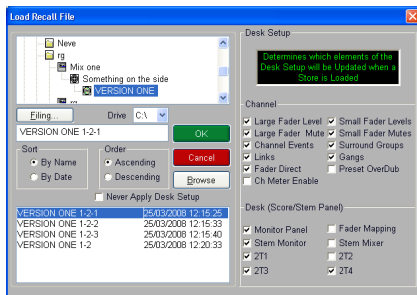 Load Recall File
Neve
rg
Mix one
Something on the side
VERSION ONE
Filing... Drive C:\
VERSION ONE 1-2-1 OK
Sort Order Cancel
By Name Ascending
By Date Descending Browse
Never Apply Desk Setup
VERSION ONE 1-2-1 25/03/2008 12:15:25
VERSION ONE 1-2-2 25/03/2008 12:15:33
VERSION ONE 1-2-3 25/03/2008 12:15:40
VERSION ONE 1-2 25/03/2008 12:20:33
Desk Setup
Determines which elements of the
Desk Setup will be Updated when a
Store is Loaded
Channel
Large Fader Level Small Fader Levels
Large Fader Mute Small Fader Mutes
Channel Events Surround Groups
Links Gangs
Fader Direct Preset OverDub
Ch Meter Enable
Desk (Score/Stem Panel)
Monitor Panel Fader Mapping
Stem Monitor Stem Mixer
2T1 2T2
2T3 2T4